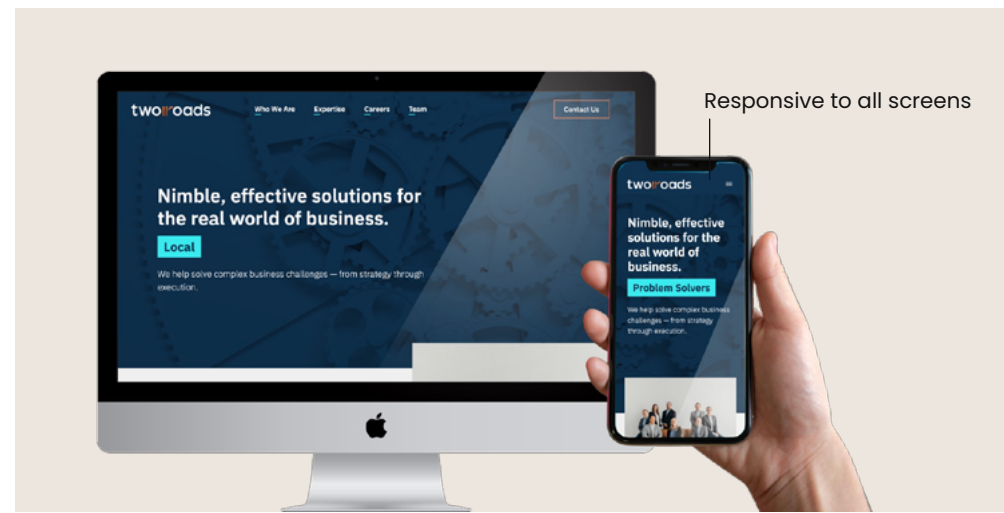 Responsive to all screens
tworroads
Who We Are Expertise Careers Team
Contact Us
Nimble, effective solutions for
the real world of business.
Local
We help solve complex business challenges — from strategy through
execution.
tworroads
Nimble, effective
solutions for the
real world of
business.
Problem Solvers
We help solve complex business
challenges — from strategy
through execution.